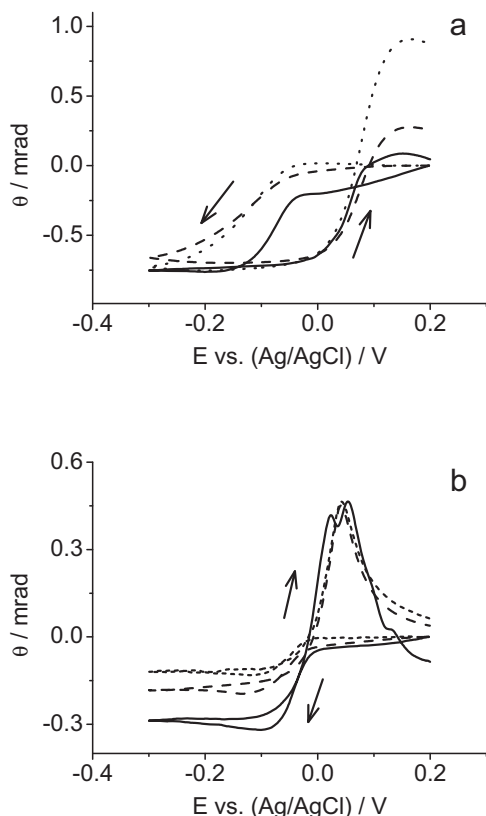 a
1.0
0.5
0.0
-0.5
θ / mrad
-0.4 -0.2 0.0 0.2
E vs. (Ag/AgCl) / V
b
0.6
0.3
0.0
-0.3
θ / mrad
-0.4 -0.2 0.0 0.2
E vs. (Ag/AgCl) / V